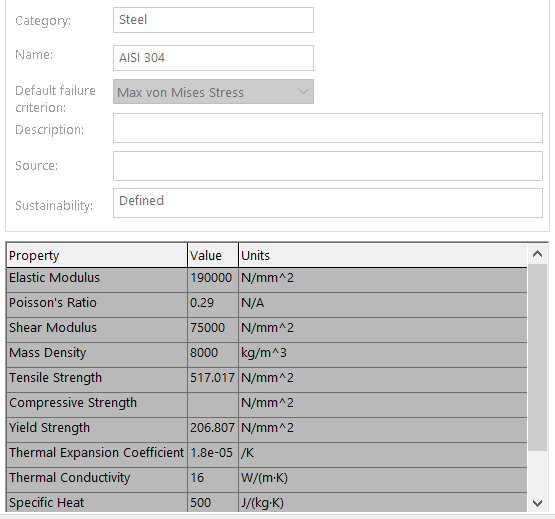 Category: Steel
Name: AISI 304
Default failure criterion: Max von Mises Stress
Description:
Source:
Sustainability: Defined
Property Value Units
Elastic Modulus 190000 N/mm^2
Poisson's Ratio 0.29 N/A
Shear Modulus 75000 N/mm^2
Mass Density 8000 kg/m^3
Tensile Strength 517.017 N/mm^2
Compressive Strength N/mm^2
Yield Strength 206.807 N/mm^2
Thermal Expansion Coefficient 1.8e-05 /K
Thermal Conductivity 16 W/(m·K)
Specific Heat 500 J/(kg·K)